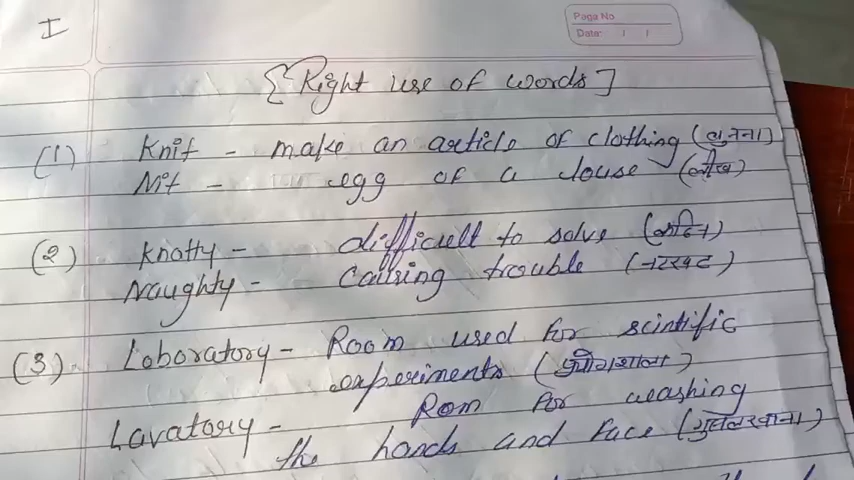 I
Page No
Date: / /
{Right use of words]
(1) Knit - make an article of clothing (बुनना)
Nit - egg of a louse (लीख)
(2) Knotty - difficult to solve (कठिन)
Naughty - Causing trouble (नटखट)
(3) Loboratory - Room used for scintific
experiments (प्रयोगशाला)
Lavatory - Rom for washing
the hands and face (गुसलखाना)